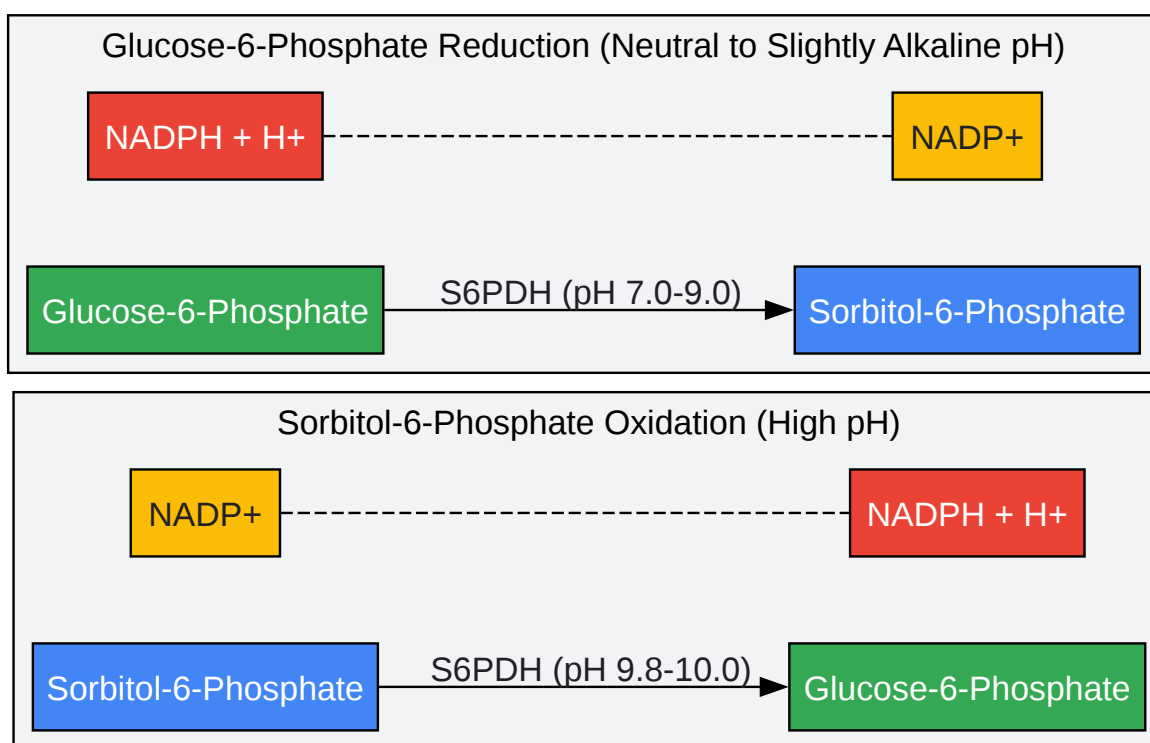 Glucose-6-Phosphate Reduction (Neutral to Slightly Alkaline pH)
NADPH + H+
NADP+
S6PDH (pH 7.0-9.0)
Glucose-6-Phosphate
Sorbitol-6-Phosphate
Sorbitol-6-Phosphate Oxidation (High pH)
NADP+
NADPH + H+
S6PDH (pH 9.8-10.0)
Sorbitol-6-Phosphate
Glucose-6-Phosphate